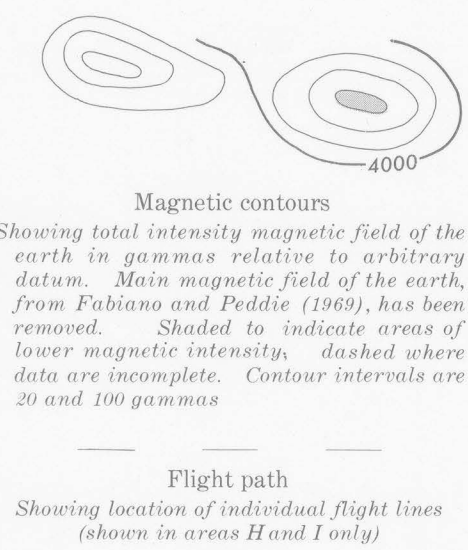 4000
Magnetic contours
Showing total intensity magnetic field of the
earth in gammas relative to arbitrary
datum. Main magnetic field of the earth,
from Fabiano and Peddie (1969), has been
removed. Shaded to indicate areas of
lower magnetic intensity; dashed where
data are incomplete. Contour intervals are
20 and 100 gammas
Flight path
Showing location of individual flight lines
(shown in areas H and I only)